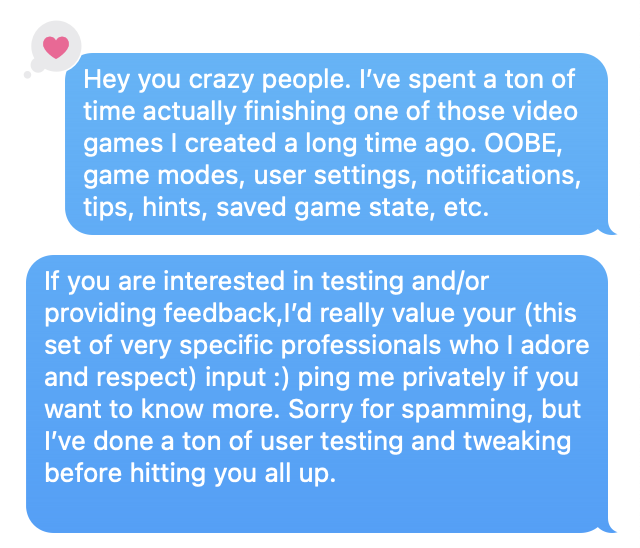 Hey you crazy people. I’ve spent a ton of
time actually finishing one of those video
games I created a long time ago. OOBE,
game modes, user settings, notifications,
tips, hints, saved game state, etc.
If you are interested in testing and/or
providing feedback,I’d really value your (this
set of very specific professionals who I adore
and respect) input :) ping me privately if you
want to know more. Sorry for spamming, but
I’ve done a ton of user testing and tweaking
before hitting you all up.